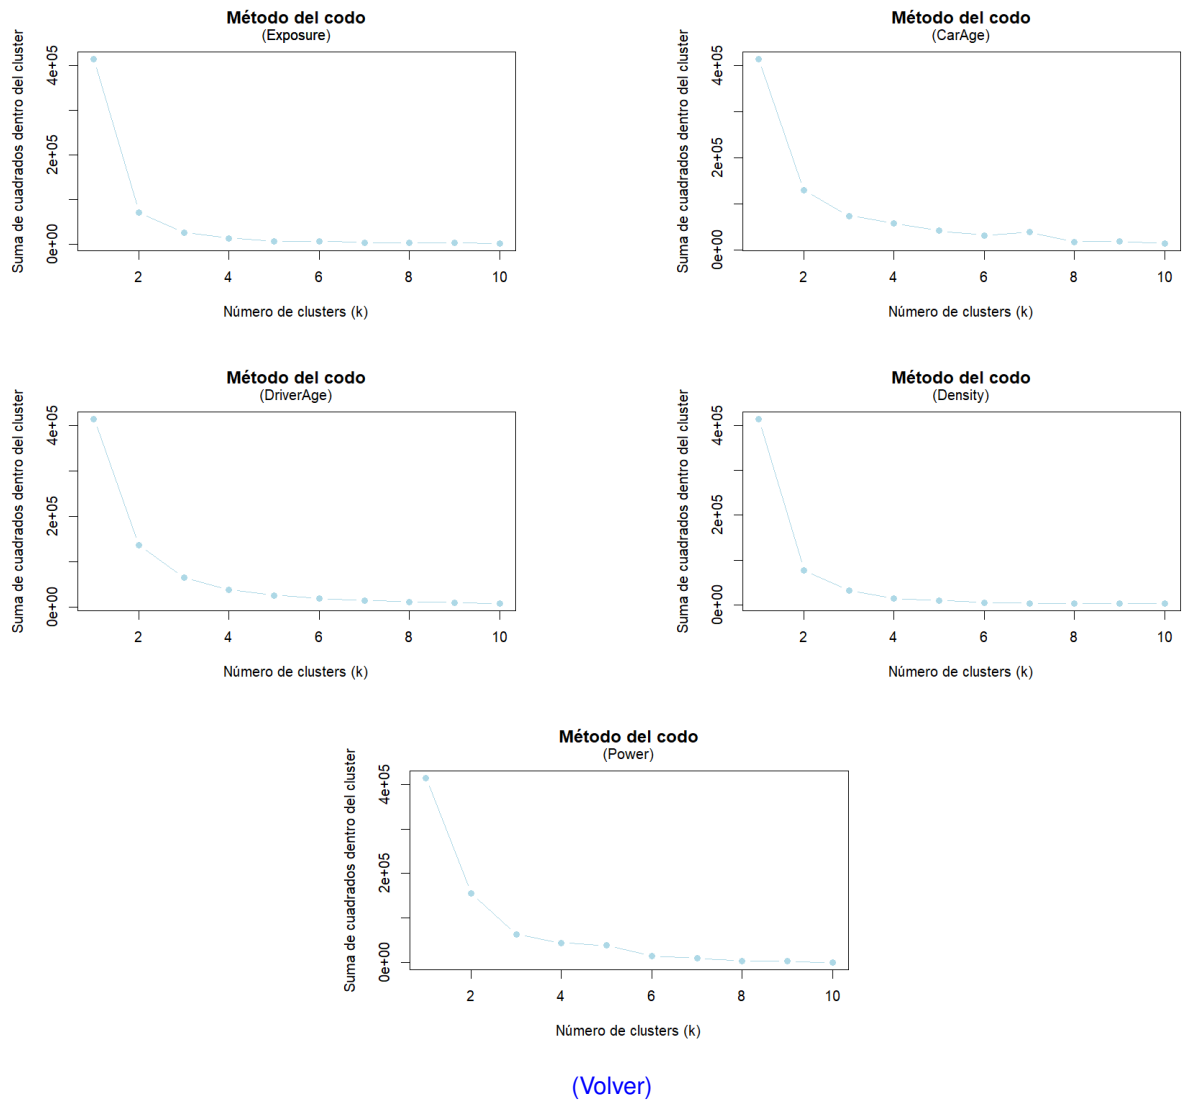 Método del codo
(Exposure)
Suma de cuadrados dentro del cluster
4e+05
2e+05
0e+00
2 4 6 8 10
Número de clusters (k)
Método del codo
(CarAge)
Suma de cuadrados dentro del cluster
4e+05
2e+05
0e+00
2 4 6 8 10
Número de clusters (k)
Método del codo
(DriverAge)
Suma de cuadrados dentro del cluster
4e+05
2e+05
0e+00
2 4 6 8 10
Número de clusters (k)
Método del codo
(Density)
Suma de cuadrados dentro del cluster
4e+05
2e+05
0e+00
2 4 6 8 10
Número de clusters (k)
Método del codo
(Power)
Suma de cuadrados dentro del cluster
4e+05
2e+05
0e+00
2 4 6 8 10
Número de clusters (k)
(Volver)